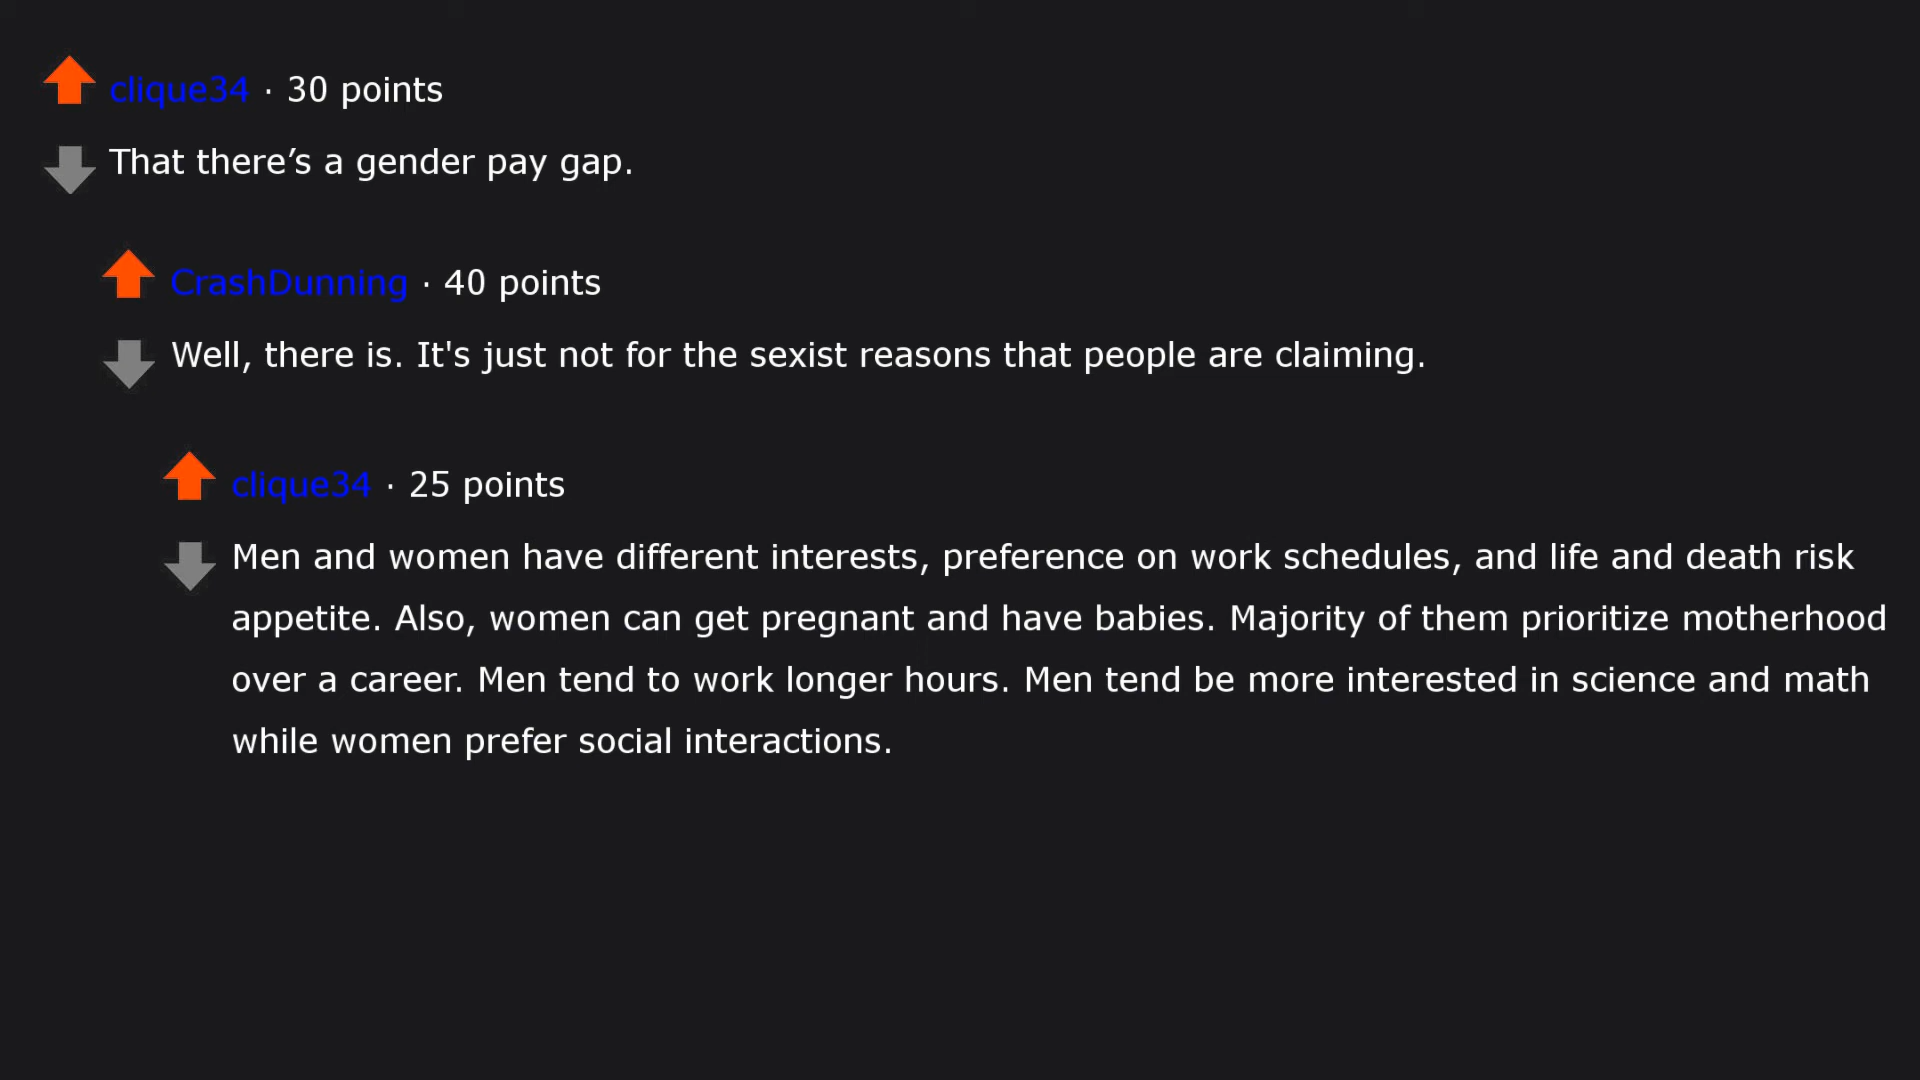 clique34 · 30 points
That there’s a gender pay gap.
CrashDunning · 40 points
Well, there is. It's just not for the sexist reasons that people are claiming.
clique34 · 25 points
Men and women have different interests, preference on work schedules, and life and death risk
appetite. Also, women can get pregnant and have babies. Majority of them prioritize motherhood
over a career. Men tend to work longer hours. Men tend be more interested in science and math
while women prefer social interactions.